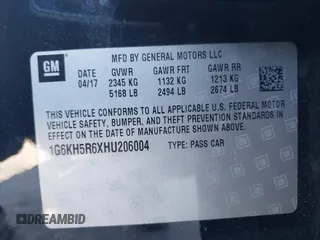 GM
MFD BY GENERAL MOTORS LLC
DATE GVWR GAWR FRT GAWR RR
04/17 2345 KG 1132 KG 1213 KG
5168 LB 2494 LB 2674 LB
THIS VEHICLE CONFORMS TO ALL APPLICABLE U.S. FEDERAL MOTOR
VEHICLE SAFETY, BUMPER, AND THEFT PREVENTION STANDARDS IN
EFFECT ON THE DATE OF MANUFACTURE SHOWN ABOVE.
1G6KH5R6XHU206004 TYPE: PASS CAR
©DREAMBID